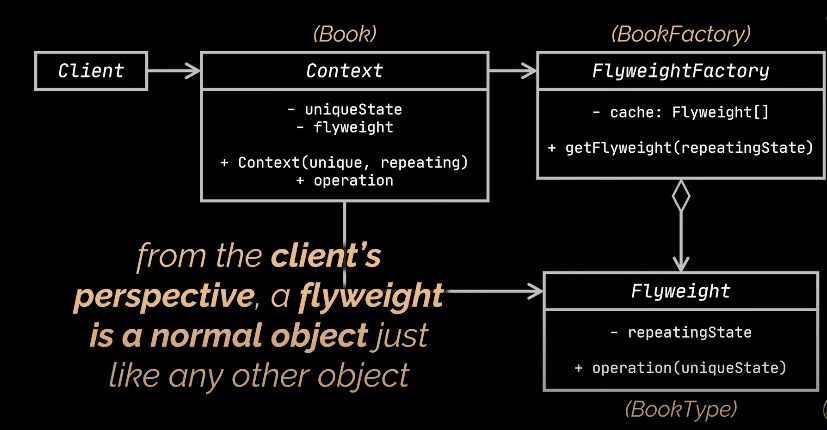 (Book)
(BookFactory)
Client
Context
FlyweightFactory
- uniqueState
- flyweight
+ Context(unique, repeating)
+ operation
- cache: Flyweight[]
+ getFlyweight(repeatingState)
from the client's
perspective, a flyweight
is a normal object just
like any other object
Flyweight
- repeatingState
+ operation(uniqueState)
(BookType)